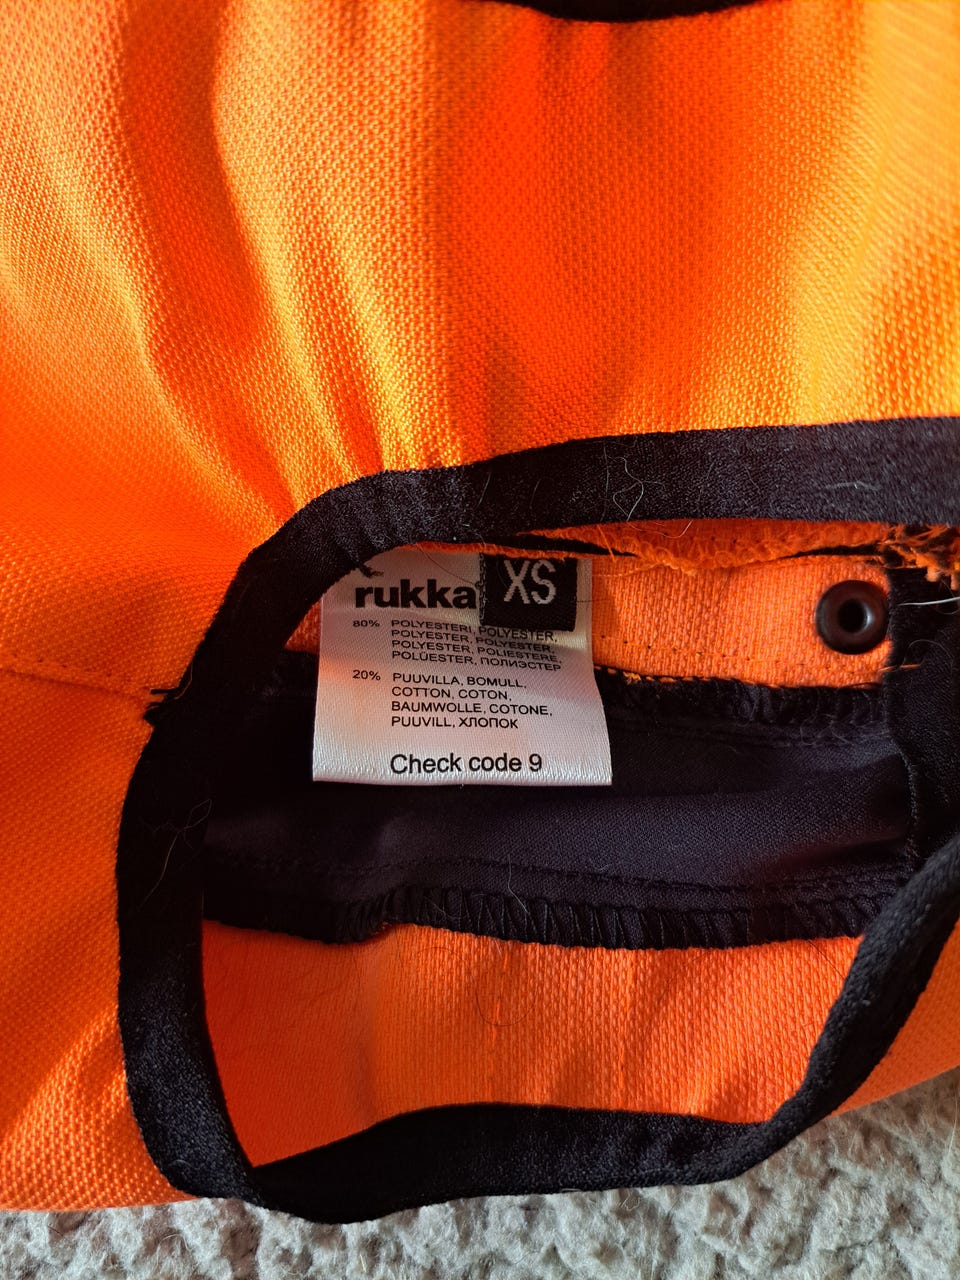 rukka
XS
80% POLYESTERI, POLYESTER,
POLYESTER, POLYESTER,
POLYESTER, POLIESTERE,
POLÜESTER, ПОЛИЭСТЕР
20% PUUVILLA, BOMULL,
COTTON, COTON,
BAUMWOLLE, COTONE,
PUUVILL, ХЛОПОК
Check code 9